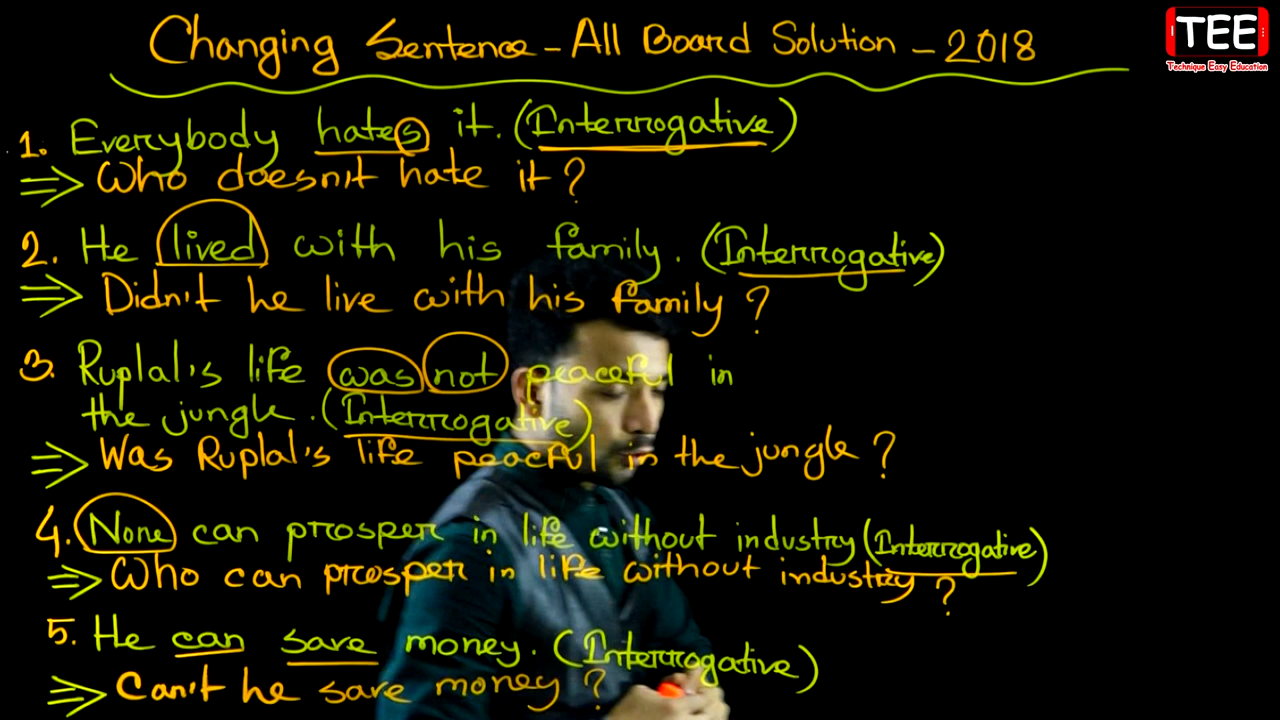 Changing Sentence - All Board Solution - 2018
TEE
Technique Easy Education
1. Everybody hates it. (Interrogative)
⇒ Who doesn't hate it?
2. He lived with his family. (Interrogative)
⇒ Didn't he live with his family?
3. Ruplal's life was not peaceful in
the jungle. (Interrogative)
⇒ Was Ruplal's life peacful in the jungle?
4. None can prosper in life without industry (Interrogative)
⇒ Who can prosper in life without industry?
5. He can save money. (Interrogative)
⇒ Can't he save money?